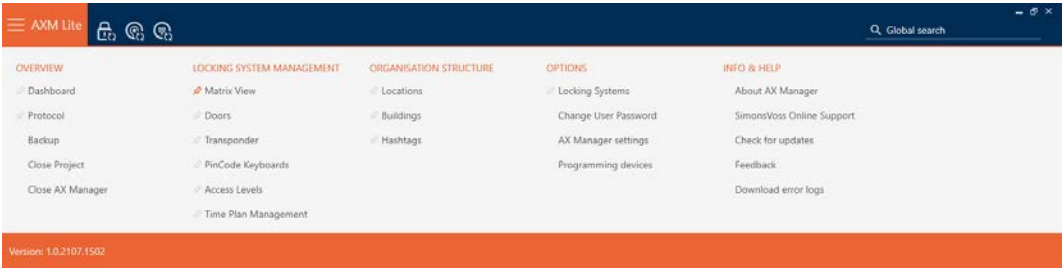 AXM Lite
Global search
OVERVIEW
Dashboard
Protocol
Backup
Close Project
Close AX Manager
LOCKING SYSTEM MANAGEMENT
Matrix View
Doors
Transponder
PinCode Keyboards
Access Levels
Time Plan Management
ORGANISATION STRUCTURE
Locations
Buildings
Hashtags
OPTIONS
Locking Systems
Change User Password
AX Manager settings
Programming devices
INFO & HELP
About AX Manager
SimonsVoss Online Support
Check for updates
Feedback
Download error logs
Version: 1.0.2107.1502